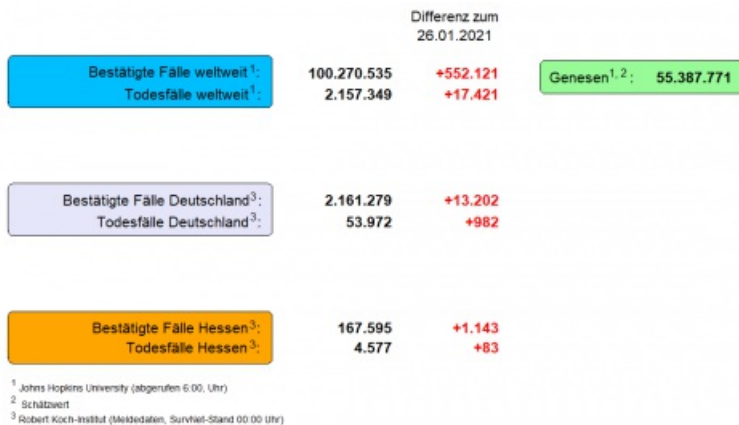 Differenz zum
26.01.2021
Bestätigte Fälle weltweit¹: 100.270.535 +552.121 Genesen¹,²: 55.387.771
Todesfälle weltweit¹: 2.157.349 +17.421
Bestätigte Fälle Deutschland³: 2.161.279 +13.202
Todesfälle Deutschland³: 53.972 +982
Bestätigte Fälle Hessen³: 167.595 +1.143
Todesfälle Hessen³: 4.577 +83
¹ Johns Hopkins University (abgerufen 6:00, Uhr)
² Schätzwert
³ Robert Koch-Institut (Meldedaten, SurvNet-Stand 00:00 Uhr)